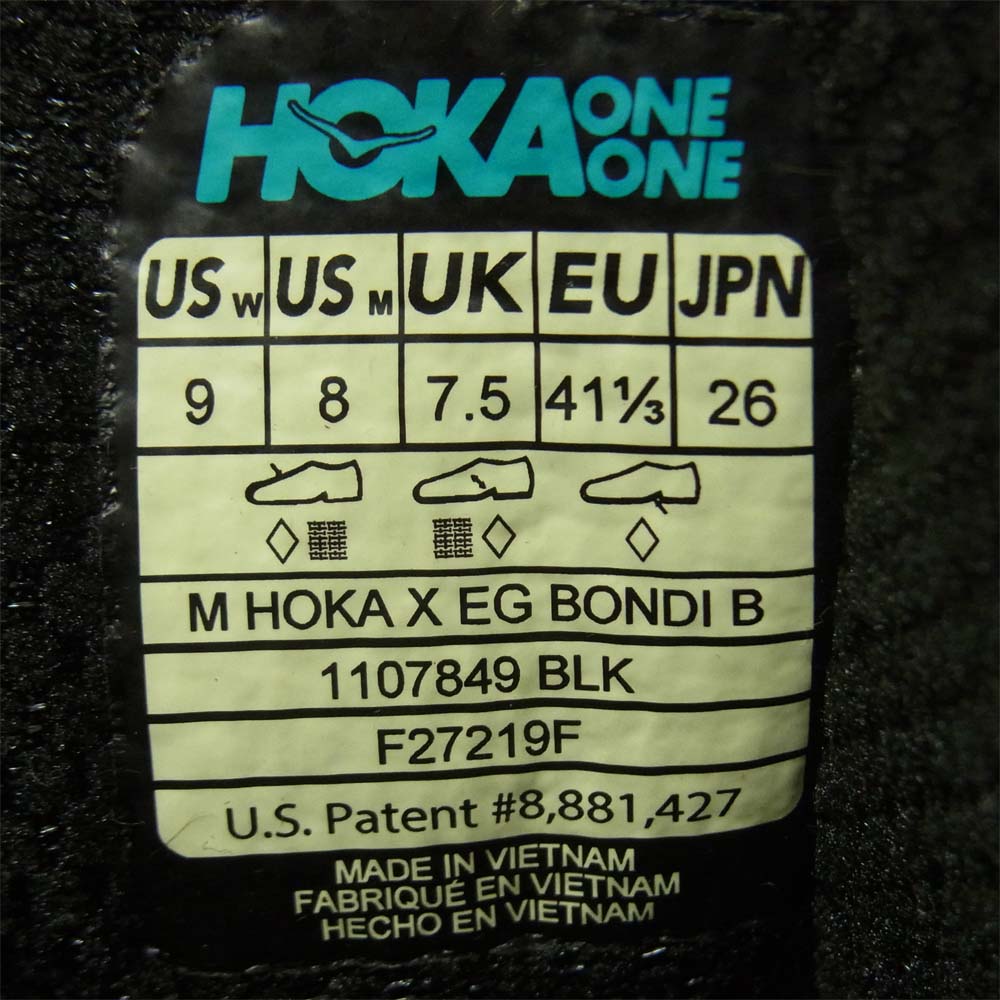 HOKA ONE
ONE
US W US M UK EU JPN
9 8 7.5 41⅓ 26
M HOKA X EG BONDI B
1107849 BLK
F27219F
U.S. Patent #8,881,427
MADE IN VIETNAM
FABRIQUÉ EN VIETNAM
HECHO EN VIETNAM